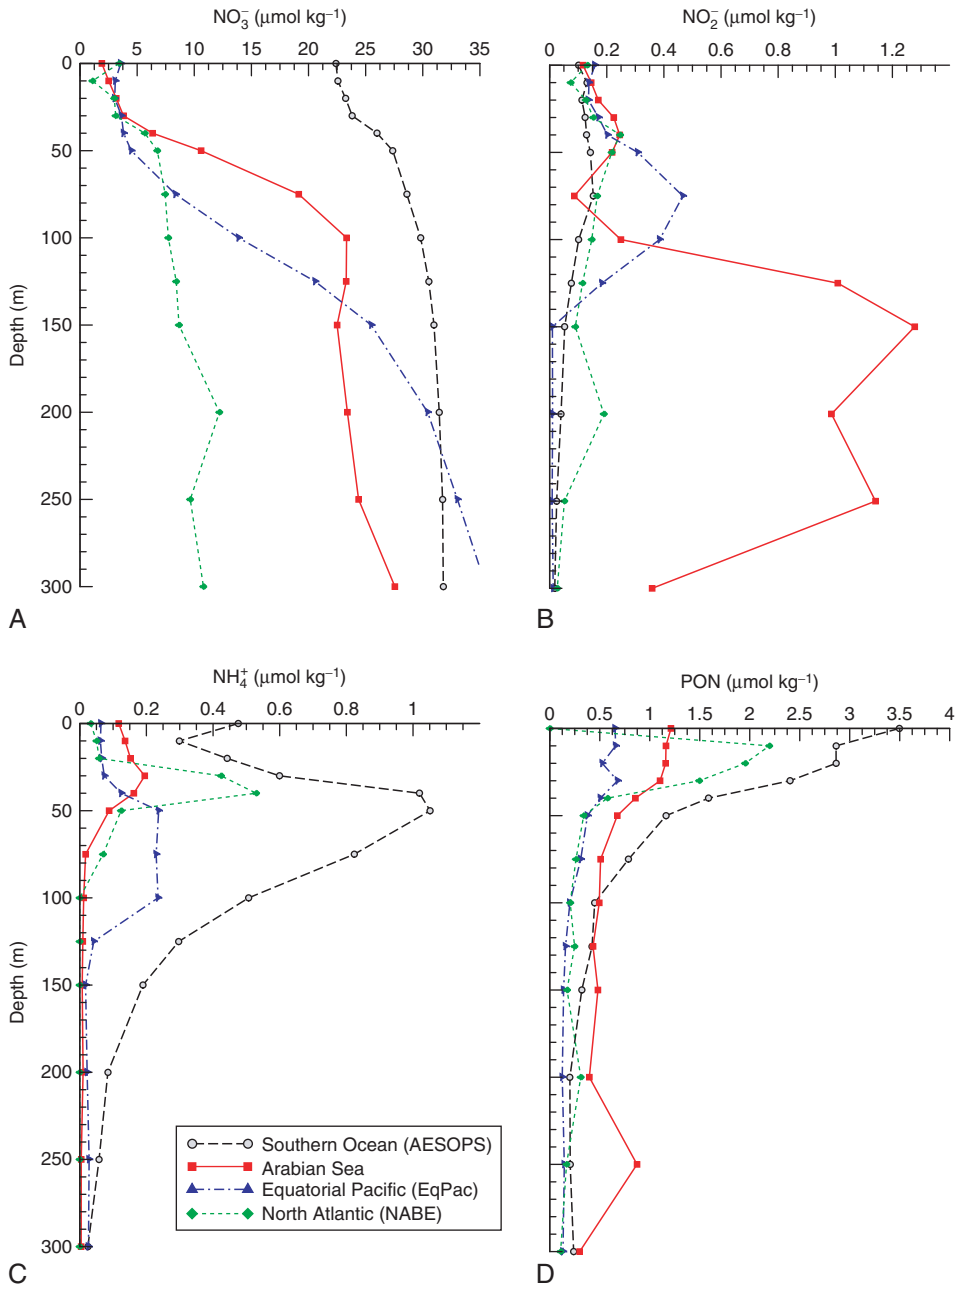 NO₃⁻ (μmol kg⁻¹)
0 5 10 15 20 25 30 35
0
50
100
150
200
250
300
Depth (m)
A
NO₂⁻ (μmol kg⁻¹)
0 0.2 0.4 0.6 0.8 1 1.2
B
NH₄⁺ (μmol kg⁻¹)
0 0.2 0.4 0.6 0.8 1
0
50
100
150
200
250
300
Depth (m)
Southern Ocean (AESOPS)
Arabian Sea
Equatorial Pacific (EqPac)
North Atlantic (NABE)
C
PON (μmol kg⁻¹)
0 0.5 1 1.5 2 2.5 3 3.5 4
D